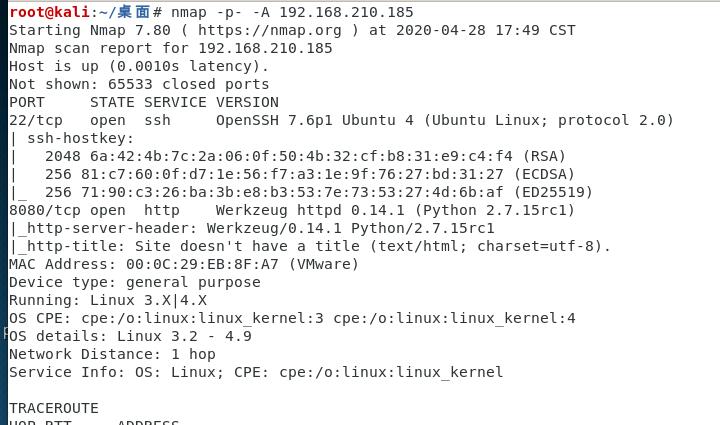 root@kali:~/桌面# nmap -p- -A 192.168.210.185
Starting Nmap 7.80 ( https://nmap.org ) at 2020-04-28 17:49 CST
Nmap scan report for 192.168.210.185
Host is up (0.0010s latency).
Not shown: 65533 closed ports
PORT     STATE SERVICE VERSION
22/tcp   open  ssh     OpenSSH 7.6p1 Ubuntu 4 (Ubuntu Linux; protocol 2.0)
| ssh-hostkey:
|   2048 6a:42:4b:7c:2a:06:0f:50:4b:32:cf:b8:31:e9:c4:f4 (RSA)
|   256 81:c7:60:0f:d7:1e:56:f7:a3:1e:9f:76:27:bd:31:27 (ECDSA)
|_  256 71:90:c3:26:ba:3b:e8:b3:53:7e:73:53:27:4d:6b:af (ED25519)
8080/tcp open  http    Werkzeug httpd 0.14.1 (Python 2.7.15rc1)
|_http-server-header: Werkzeug/0.14.1 Python/2.7.15rc1
|_http-title: Site doesn't have a title (text/html; charset=utf-8).
MAC Address: 00:0C:29:EB:8F:A7 (VMware)
Device type: general purpose
Running: Linux 3.X|4.X
OS CPE: cpe:/o:linux:linux_kernel:3 cpe:/o:linux:linux_kernel:4
OS details: Linux 3.2 - 4.9
Network Distance: 1 hop
Service Info: OS: Linux; CPE: cpe:/o:linux:linux_kernel

TRACEROUTE
HOP RTT     ADDRESS